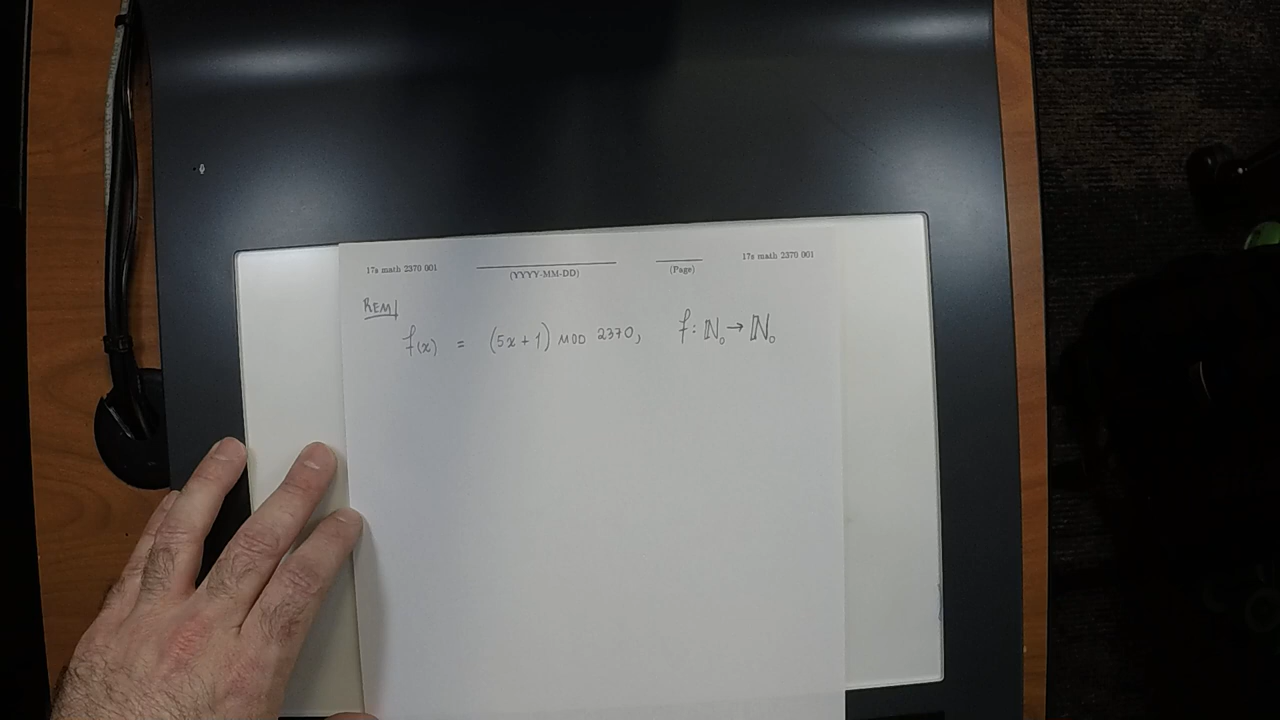 17s math 2370 001 (YYYY-MM-DD) (Page) 17s math 2370 001
REM
f(x) = (5x + 1) MOD 2370, f: ℕ₀ → ℕ₀